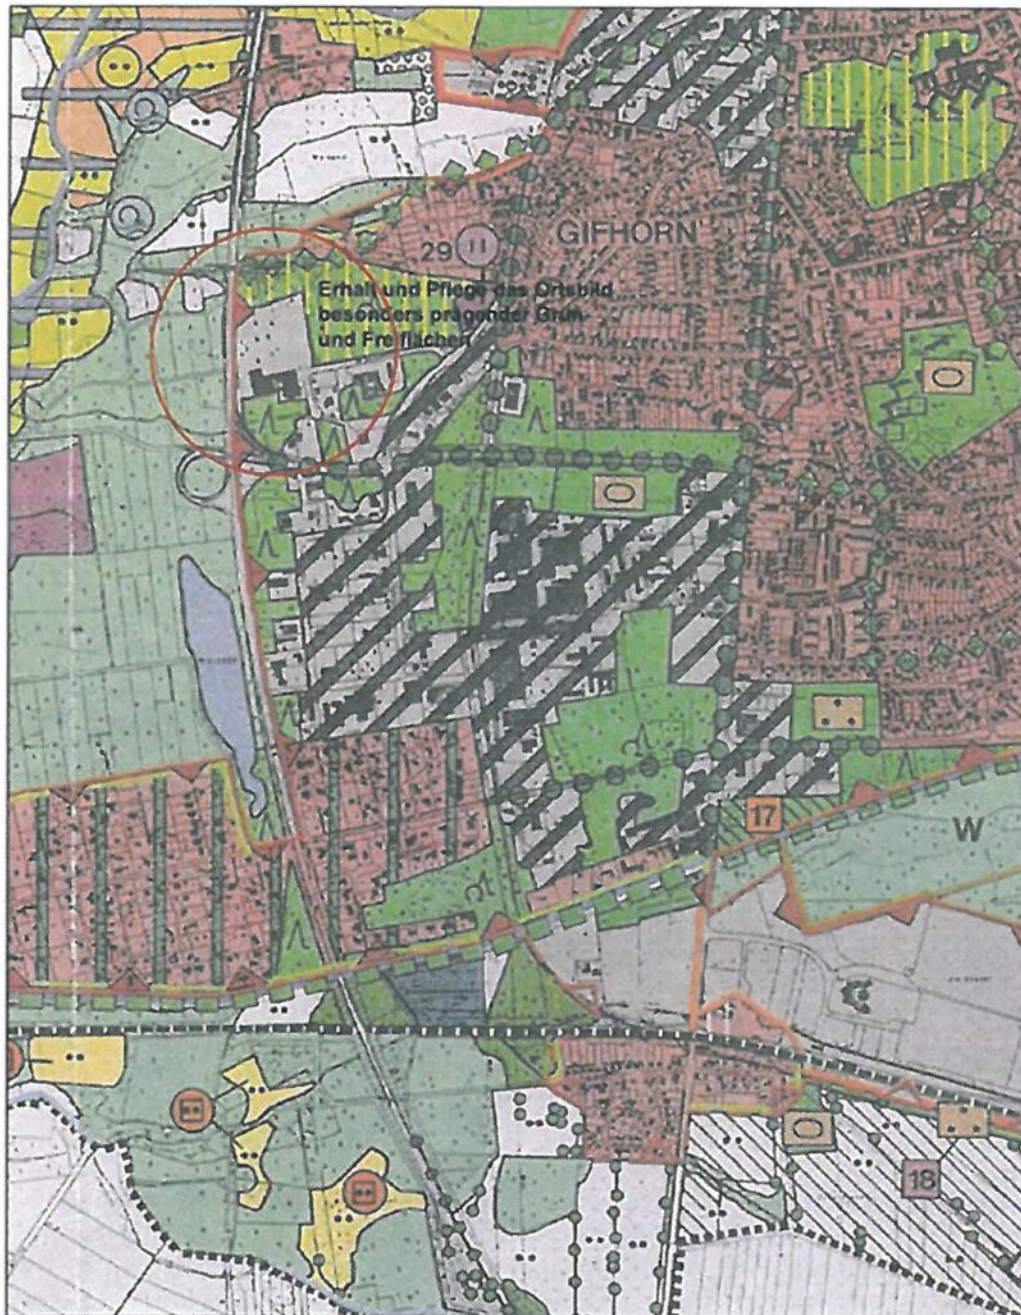 GIFHORN
29
Erhalt und Pflege das Ortsbild
besonders prägender Grün-
und Freiflächen
17
W
18